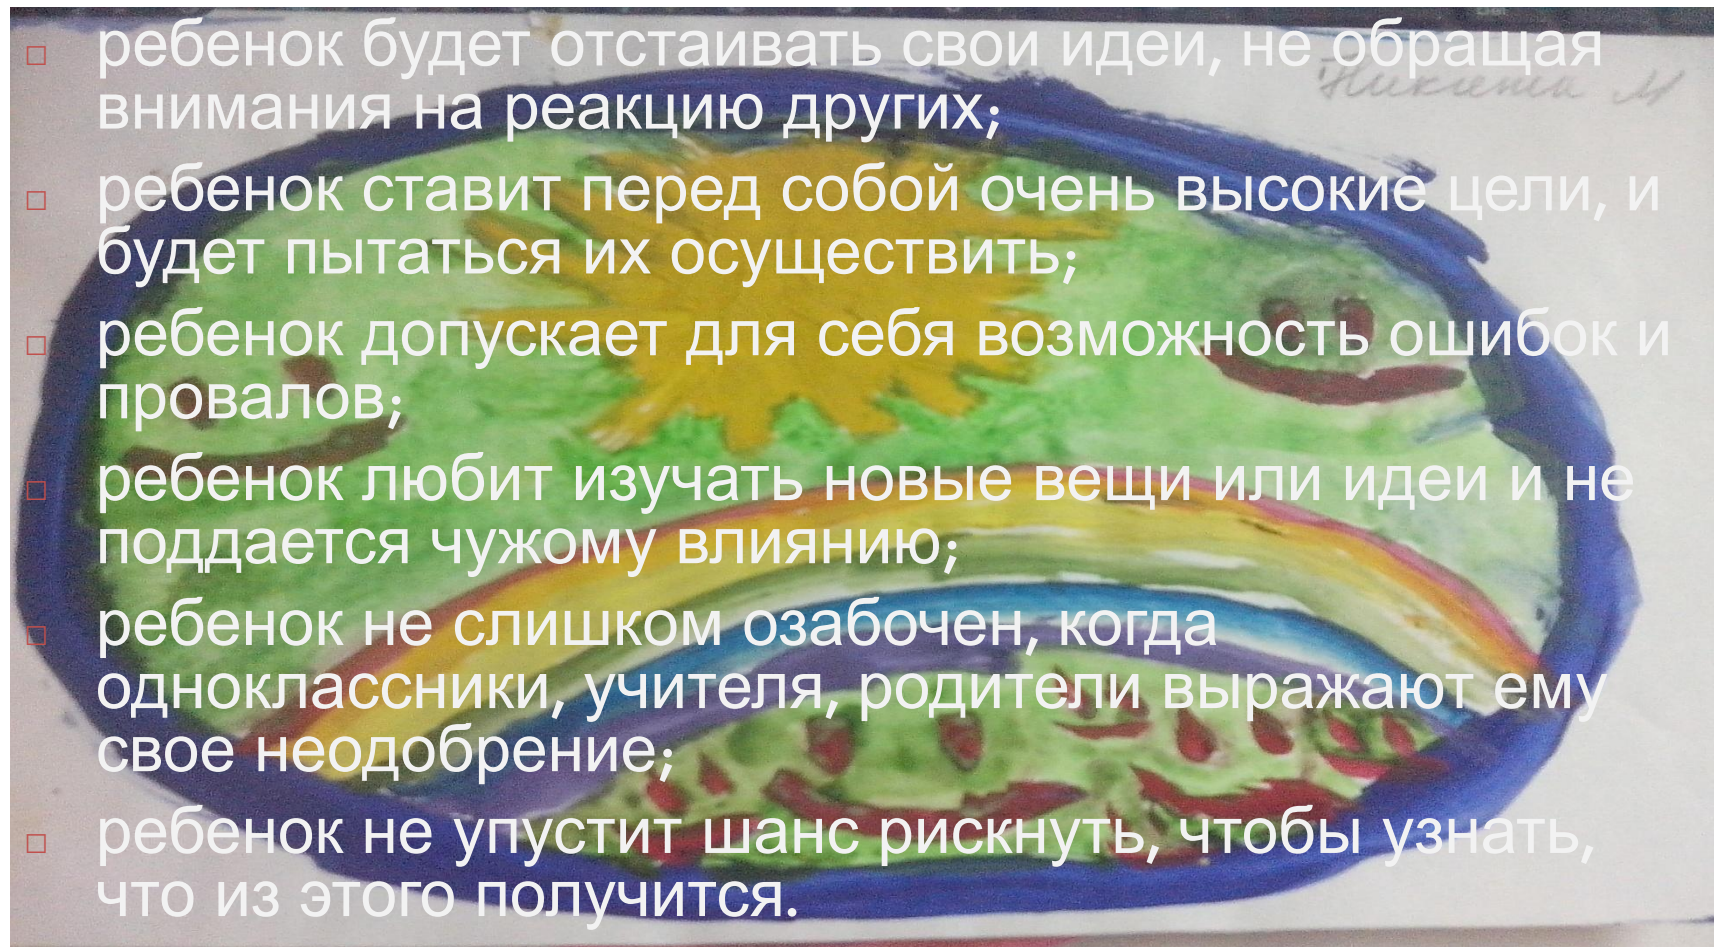 ребенок будет отстаивать свои идеи, не обращая
внимания на реакцию других;
ребенок ставит перед собой очень высокие цели, и
будет пытаться их осуществить;
ребенок допускает для себя возможность ошибок и
провалов;
ребенок любит изучать новые вещи или идеи и не
поддается чужому влиянию;
ребенок не слишком озабочен, когда
одноклассники, учителя, родители выражают ему
свое неодобрение;
ребенок не упустит шанс рискнуть, чтобы узнать,
что из этого получится.
Никита М